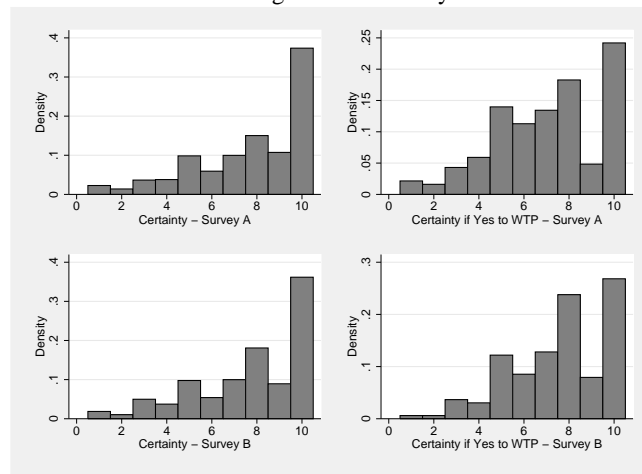 .4
.3
.2
.1
0
Density
0 2 4 6 8 10
Certainty – Survey A
.25
.2
.15
.1
.05
0
Density
0 2 4 6 8 10
Certainty if Yes to WTP – Survey A
.4
.3
.2
.1
0
Density
0 2 4 6 8 10
Certainty – Survey B
.3
.2
.1
0
Density
0 2 4 6 8 10
Certainty if Yes to WTP – Survey B